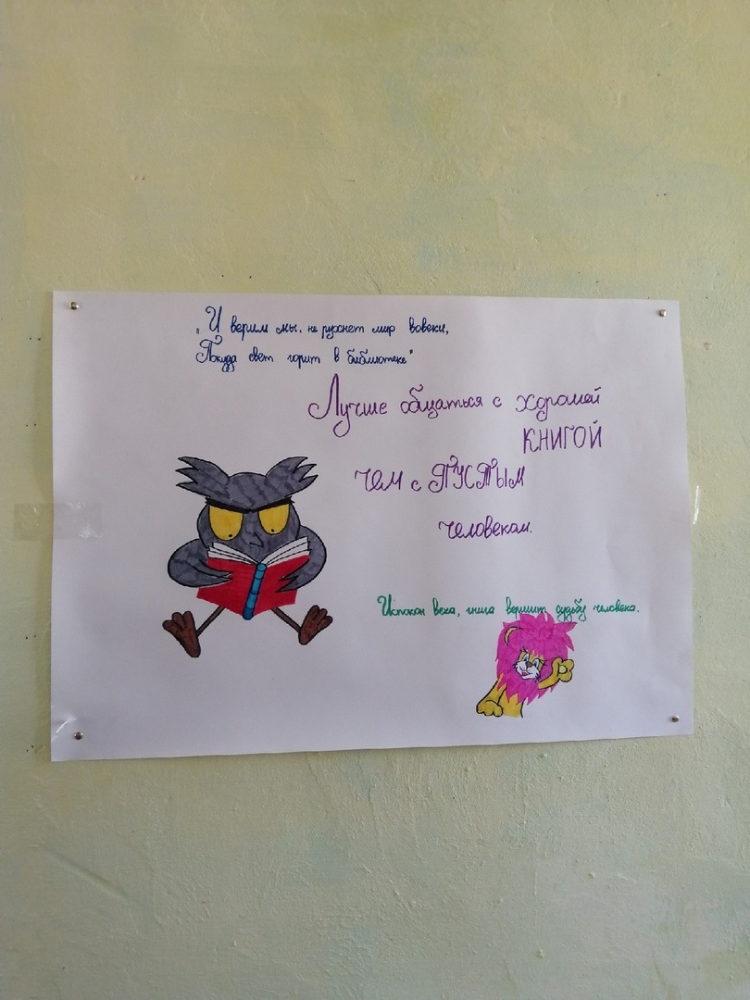 „И верим мы, не рухнет мир вовеки,
Покуда свет горит в библиотеке"
Лучше общаться с хорошей
КНИГОЙ
чем с ПУСТЫМ
человеком.
Испокон века, книга вершит судьбу человека.